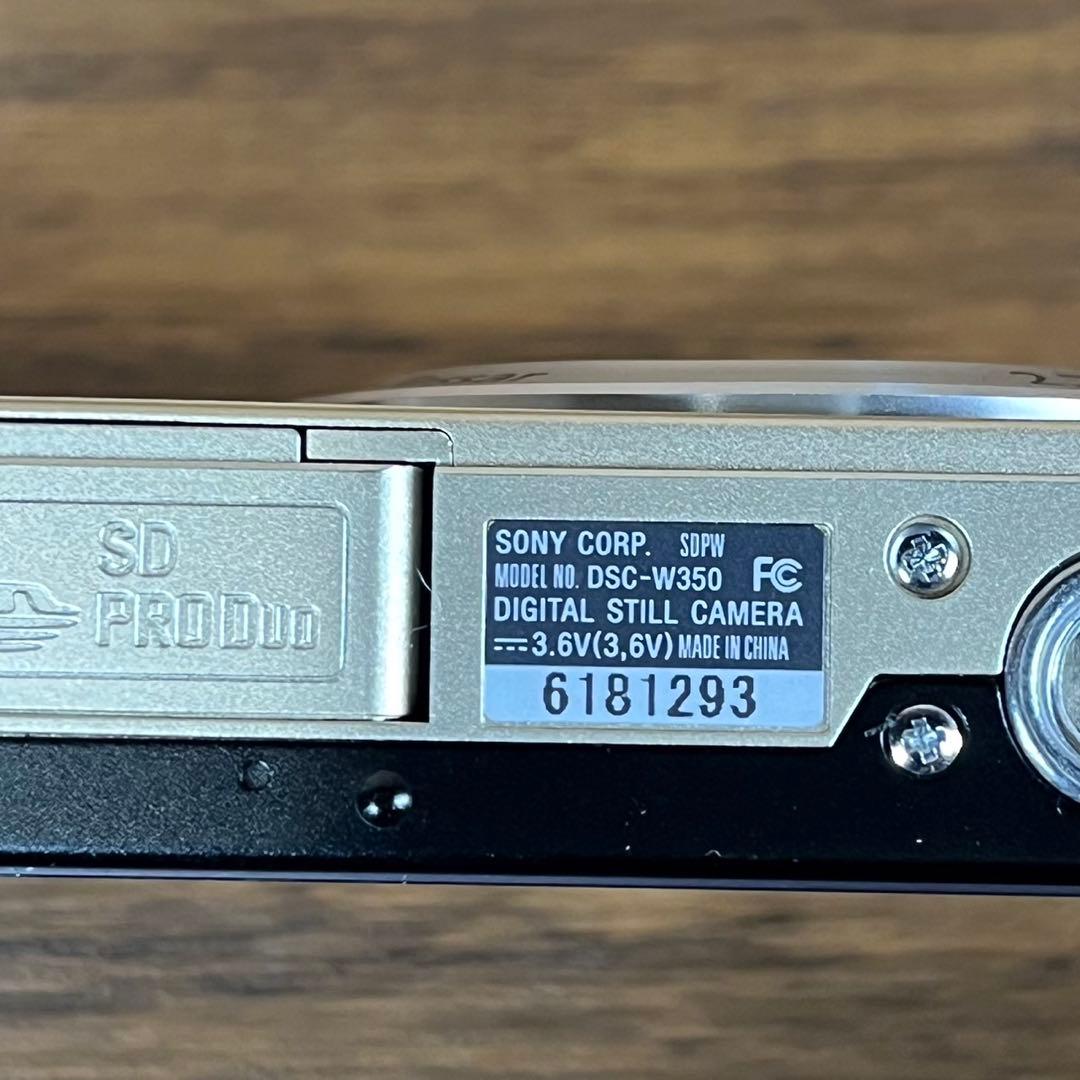 SD
PRO DUO
SONY CORP. SDPW
MODEL NO. DSC-W350 FC
DIGITAL STILL CAMERA
⎓3.6V(3,6V) MADE IN CHINA
6181293